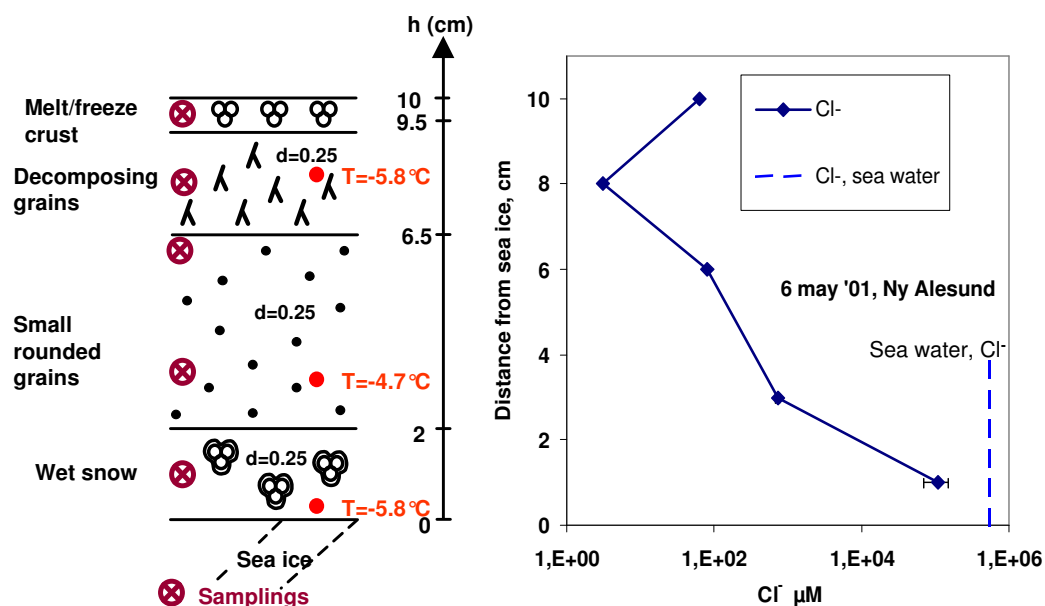 h (cm)
Melt/freeze
crust
10
9.5
d=0.25
T=-5.8°C
Decomposing
grains
6.5
d=0.25
Small
rounded
grains
T=-4.7°C
2
Wet snow
d=0.25
T=-5.8°C
0
Sea ice
Samplings
Distance from sea ice, cm
10
8
6
4
2
0
Cl-
Cl-, sea water
6 may '01, Ny Alesund
Sea water, Cl⁻
1,E+00 1,E+02 1,E+04 1,E+06
Cl⁻ µM